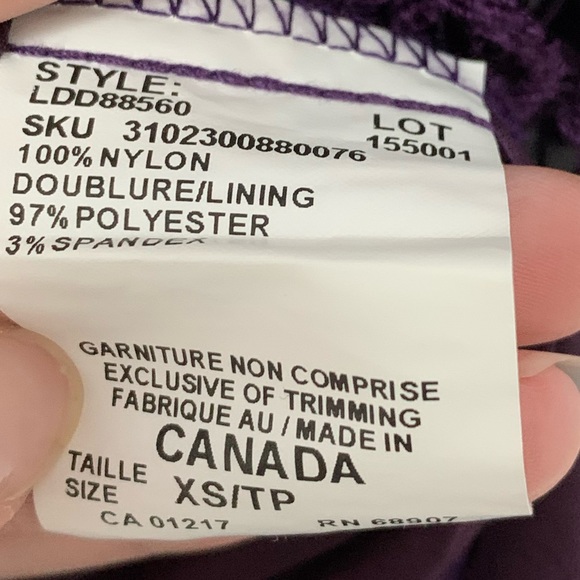 STYLE:
LDD88560
LOT
155001
SKU 3102300880076
100% NYLON
DOUBLURE/LINING
97% POLYESTER
3% SPANDEX
GARNITURE NON COMPRISE
EXCLUSIVE OF TRIMMING
FABRIQUE AU / MADE IN
CANADA
TAILLE
SIZE
XS/TP
CA 01217 RN 68907